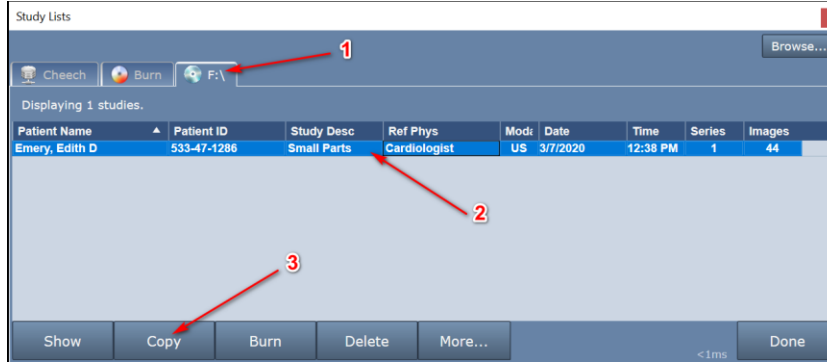 Study Lists
Browse...
1
Cheech Burn F:\
Displaying 1 studies.
Patient Name Patient ID Study Desc Ref Phys Moda Date Time Series Images
Emery, Edith D 533-47-1286 Small Parts Cardiologist US 3/7/2020 12:38 PM 1 44
2
3
Show Copy Burn Delete More... <1ms Done